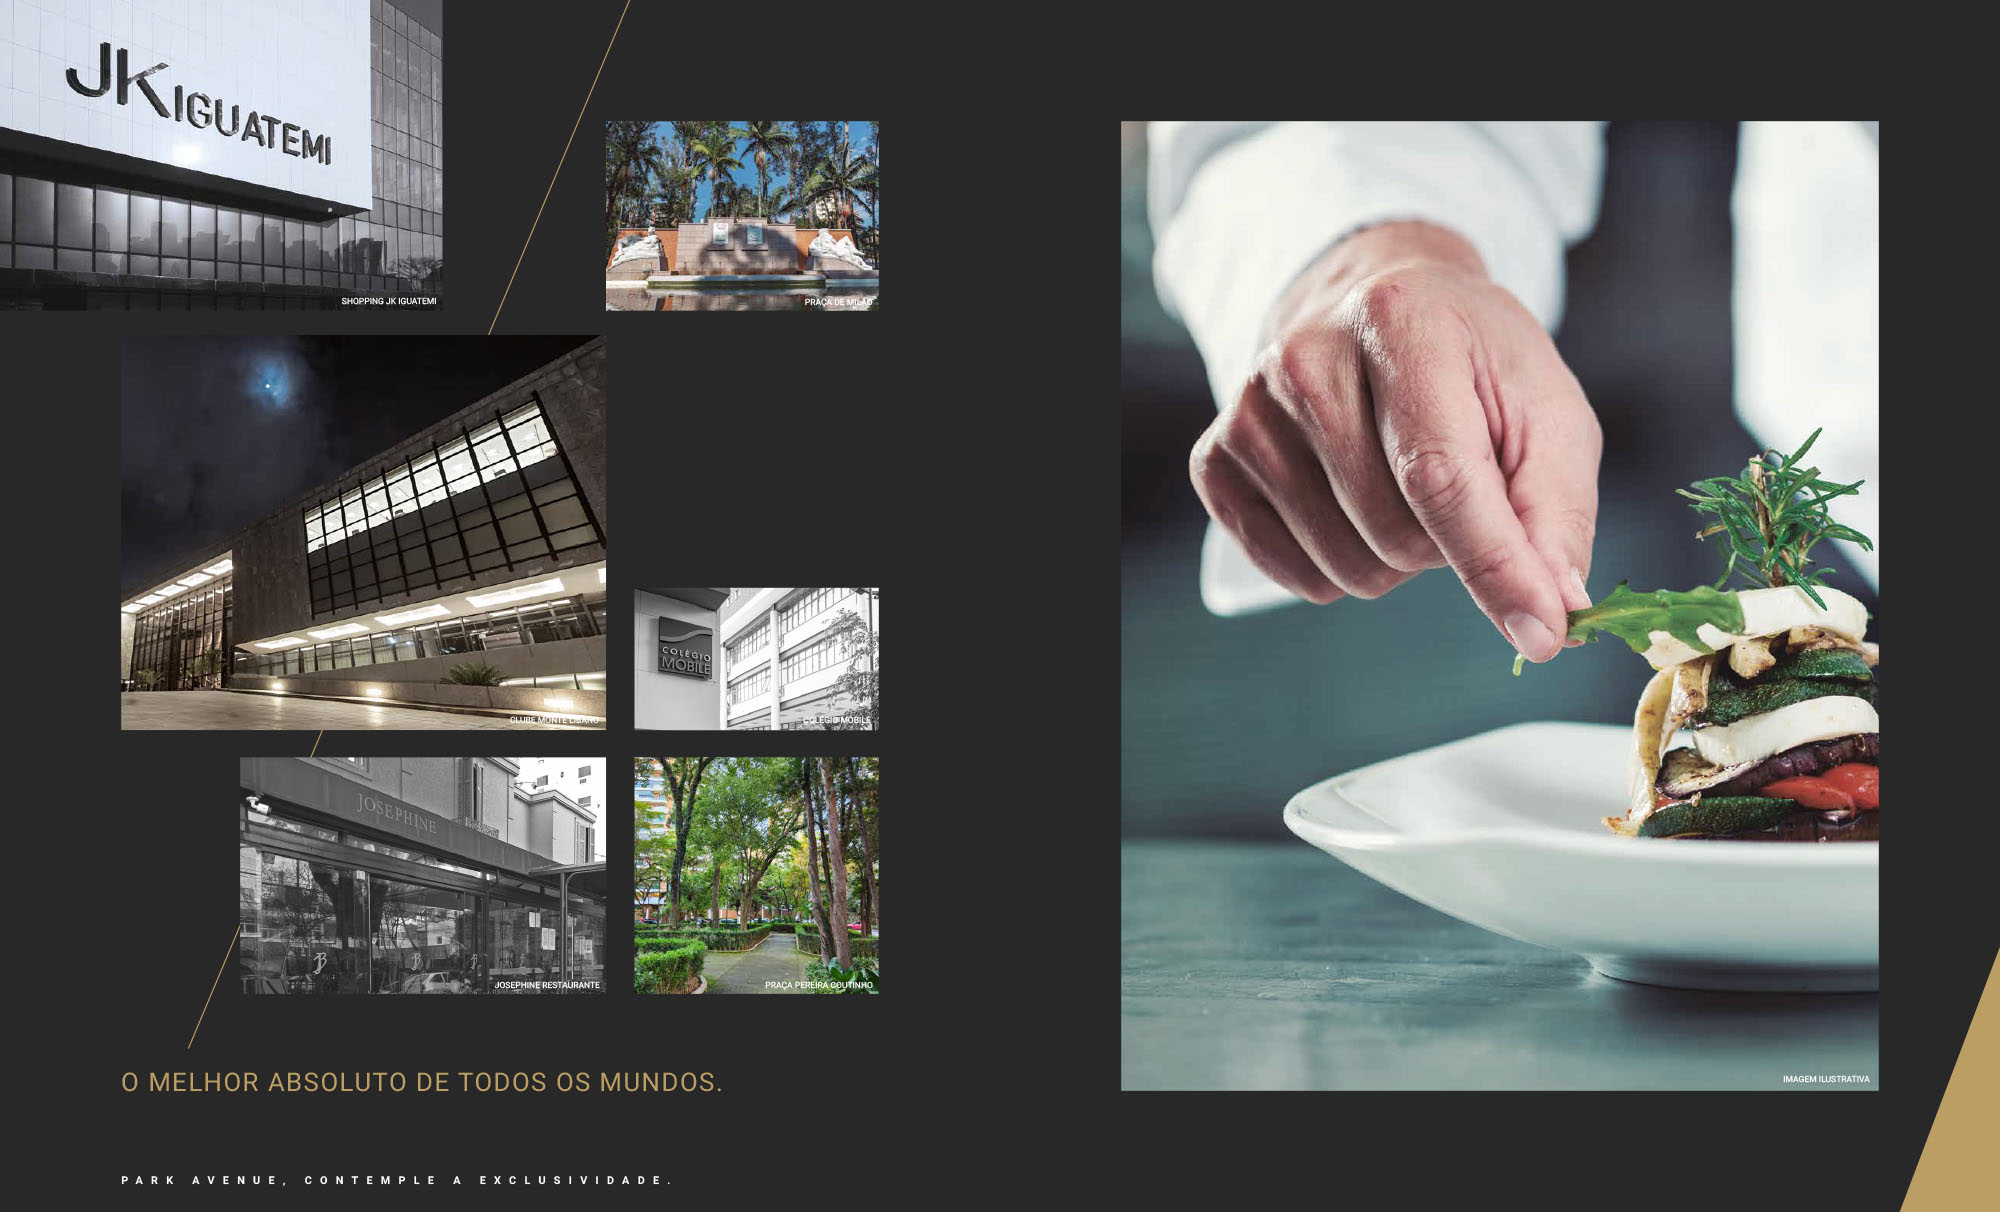 JK IGUATEMI
SHOPPING JK IGUATEMI
PRAÇA DE MILÃO
CLUBE MONTE LÍBANO
COLÉGIO
MOBILE
COLÉGIO MOBILE
JOSEPHINE
JOSEPHINE RESTAURANTE
PRAÇA PEREIRA COUTINHO
O MELHOR ABSOLUTO DE TODOS OS MUNDOS.
PARK AVENUE, CONTEMPLE A EXCLUSIVIDADE.
IMAGEM ILUSTRATIVA